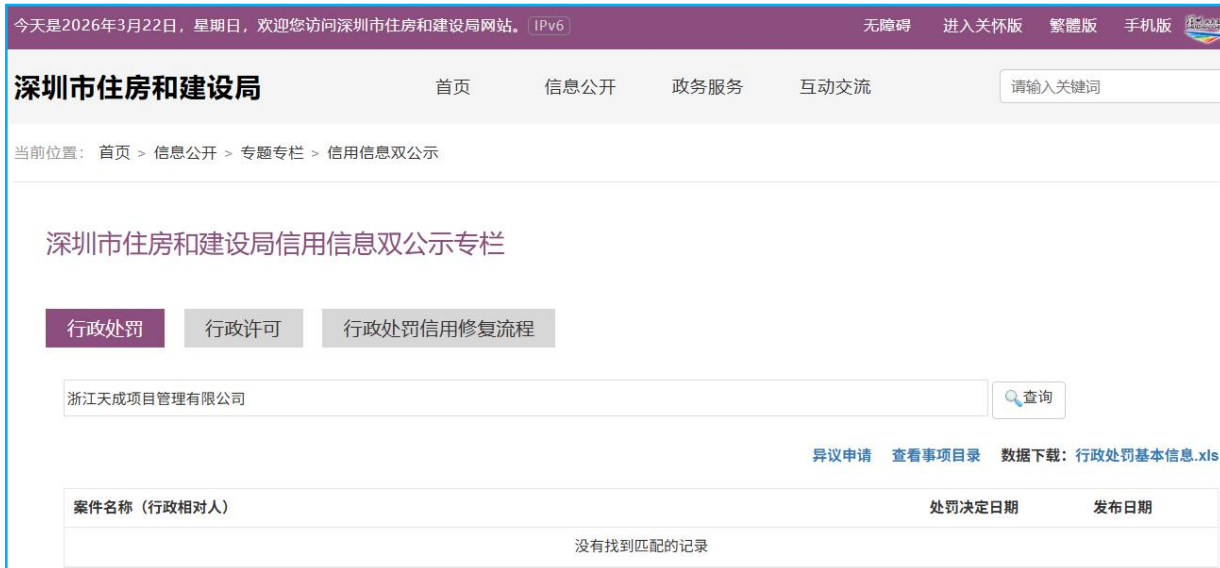 今天是2026年3月22日，星期日，欢迎您访问深圳市住房和建设局网站。 IPv6 无障碍 进入关怀版 繁體版 手机版
深圳市住房和建设局 首页 信息公开 政务服务 互动交流 请输入关键词
当前位置： 首页 > 信息公开 > 专题专栏 > 信用信息双公示
深圳市住房和建设局信用信息双公示专栏
行政处罚 行政许可 行政处罚信用修复流程
浙江天成项目管理有限公司 查询
异议申请 查看事项目录 数据下载：行政处罚基本信息.xls
案件名称（行政相对人） 处罚决定日期 发布日期
没有找到匹配的记录